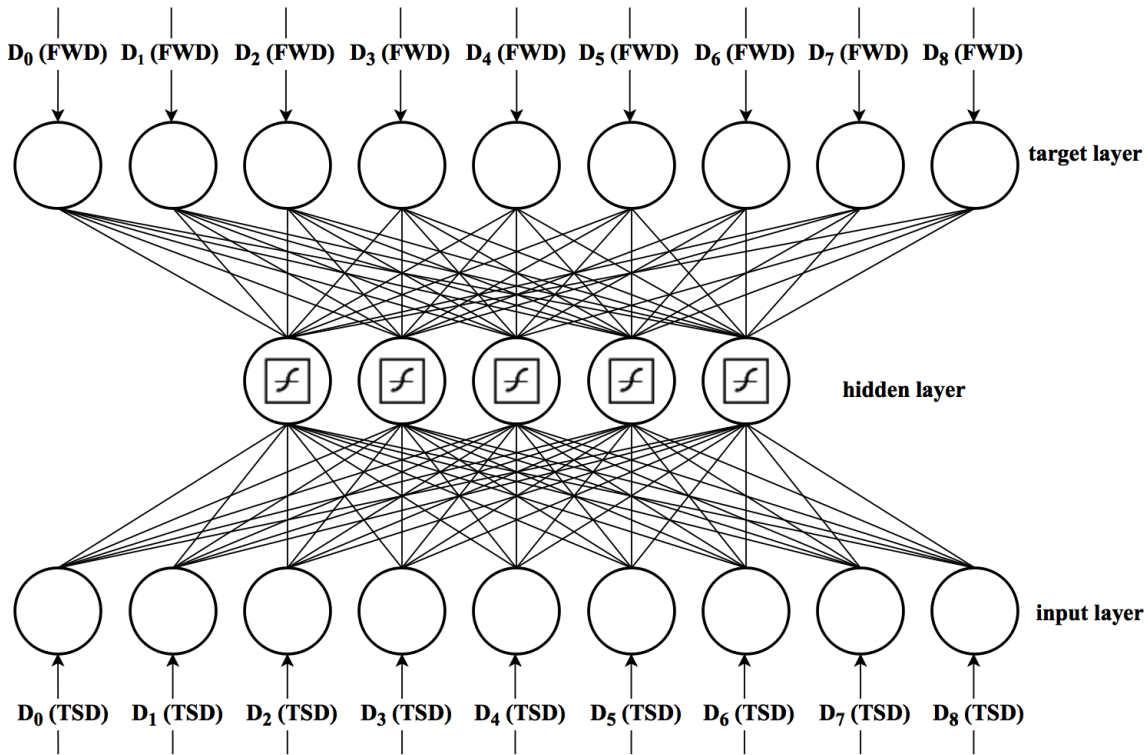 D₀ (FWD) D₁ (FWD) D₂ (FWD) D₃ (FWD) D₄ (FWD) D₅ (FWD) D₆ (FWD) D₇ (FWD) D₈ (FWD)
target layer
hidden layer
input layer
D₀ (TSD) D₁ (TSD) D₂ (TSD) D₃ (TSD) D₄ (TSD) D₅ (TSD) D₆ (TSD) D₇ (TSD) D₈ (TSD)